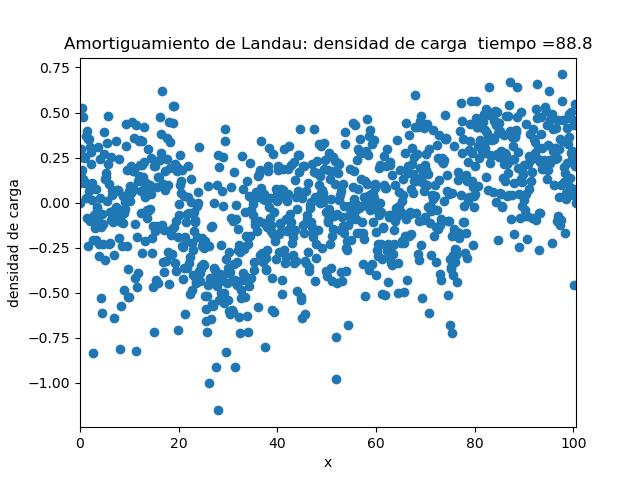 Amortiguamiento de Landau: densidad de carga  tiempo =88.8
0.75
0.50
0.25
0.00
−0.25
−0.50
−0.75
−1.00
densidad de carga
0 20 40 60 80 100
x